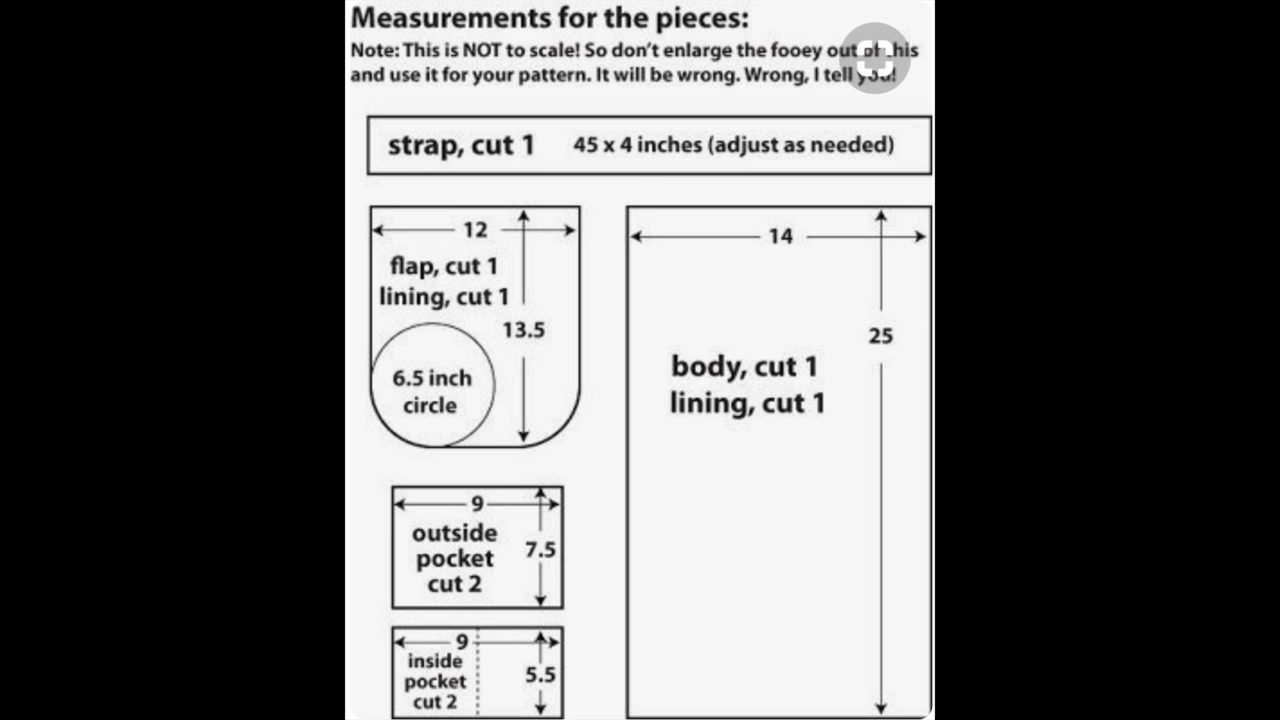 Measurements for the pieces:
Note: This is NOT to scale! So don't enlarge the fooey out of this
and use it for your pattern. It will be wrong. Wrong, I tell you!
strap, cut 1 45 x 4 inches (adjust as needed)
12
flap, cut 1
lining, cut 1
13.5
6.5 inch
circle
14
25
body, cut 1
lining, cut 1
9
outside
pocket
cut 2
7.5
9
inside
pocket
cut 2
5.5